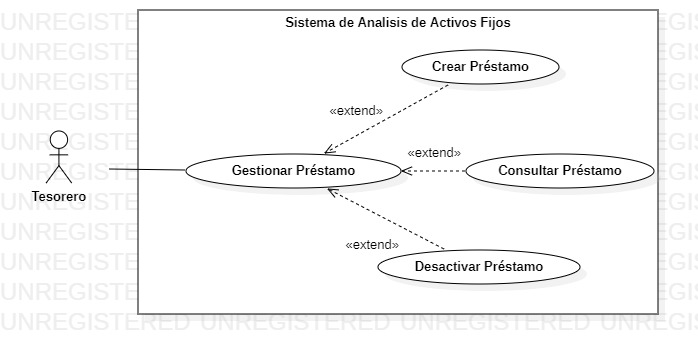 Sistema de Analisis de Activos Fijos
Crear Préstamo
«extend»
«extend»
Gestionar Préstamo
Consultar Préstamo
Tesorero
«extend»
Desactivar Préstamo
UNREGISTERED UNREGISTERED UNREGISTERED